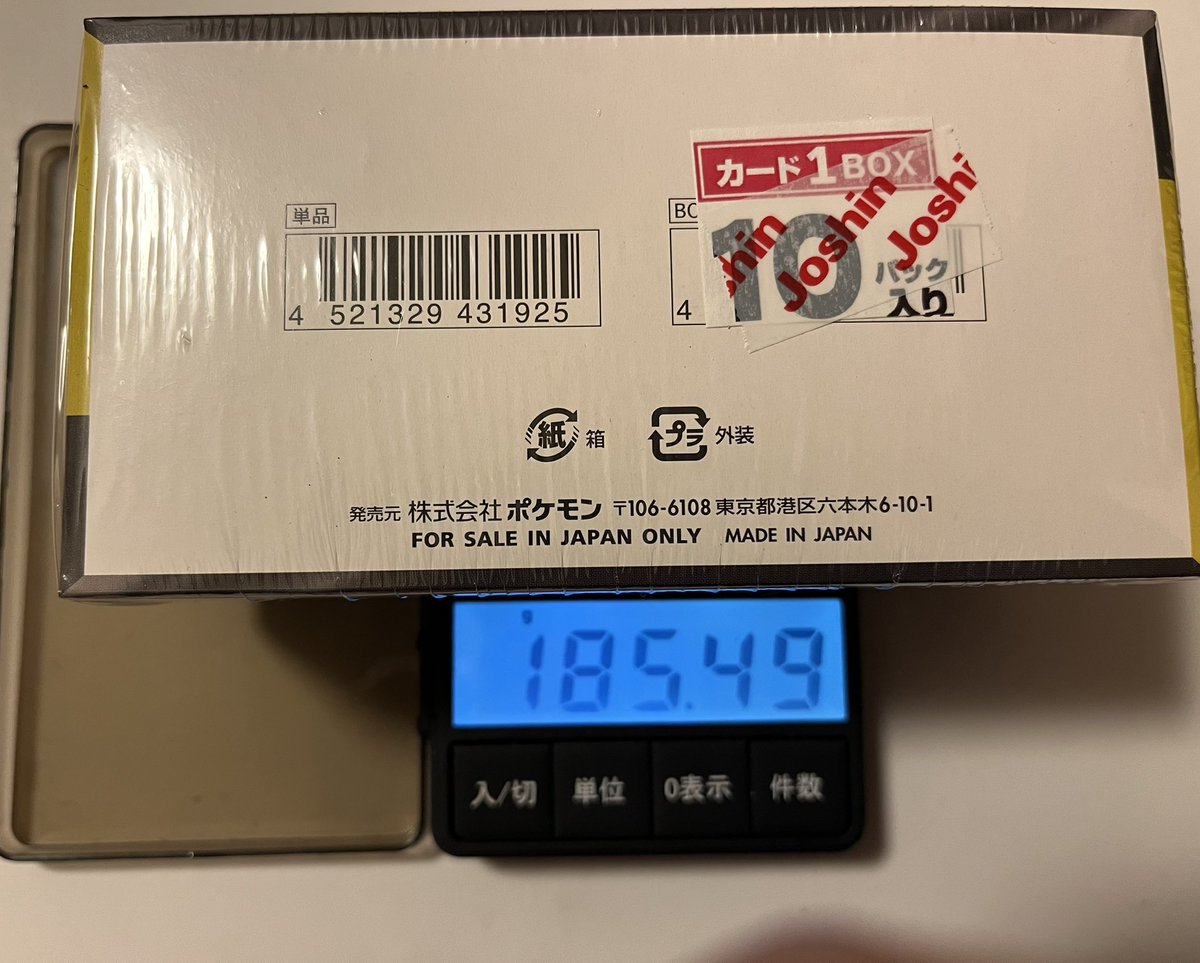 カード1BOX
単品
BO
10
Joshin
Joshin
Joshi
パック
入り
4 521329 431925
4
紙 箱
プラ 外装
発売元 株式会社 ポケモン 〒106-6108 東京都港区六本木6-10-1
FOR SALE IN JAPAN ONLY MADE IN JAPAN
g
185.49
入/切 単位 0表示 件数